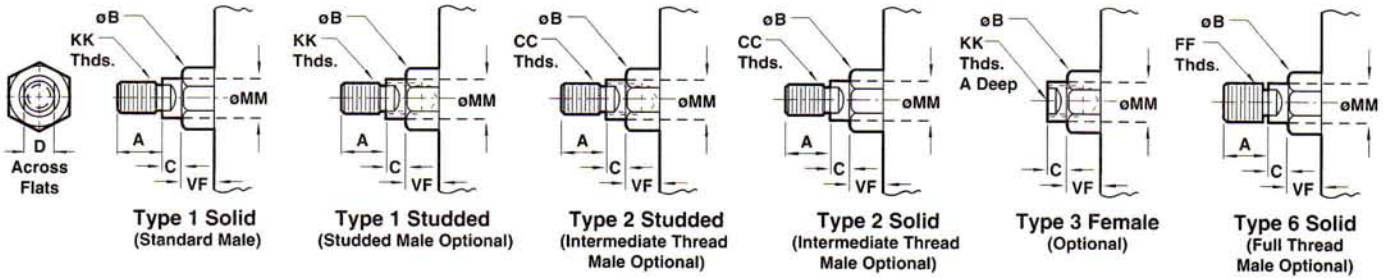 D
Across
Flats
øB
KK
Thds.
øMM
A
C
VF
Type 1 Solid
(Standard Male)
øB
KK
Thds.
øMM
A
C
VF
Type 1 Studded
(Studded Male Optional)
øB
CC
Thds.
øMM
A
C
VF
Type 2 Studded
(Intermediate Thread
Male Optional)
øB
CC
Thds.
øMM
A
C
VF
Type 2 Solid
(Intermediate Thread
Male Optional)
øB
KK
Thds.
A Deep
øMM
C
VF
Type 3 Female
(Optional)
øB
FF
Thds.
øMM
A
C
VF
Type 6 Solid
(Full Thread
Male Optional)